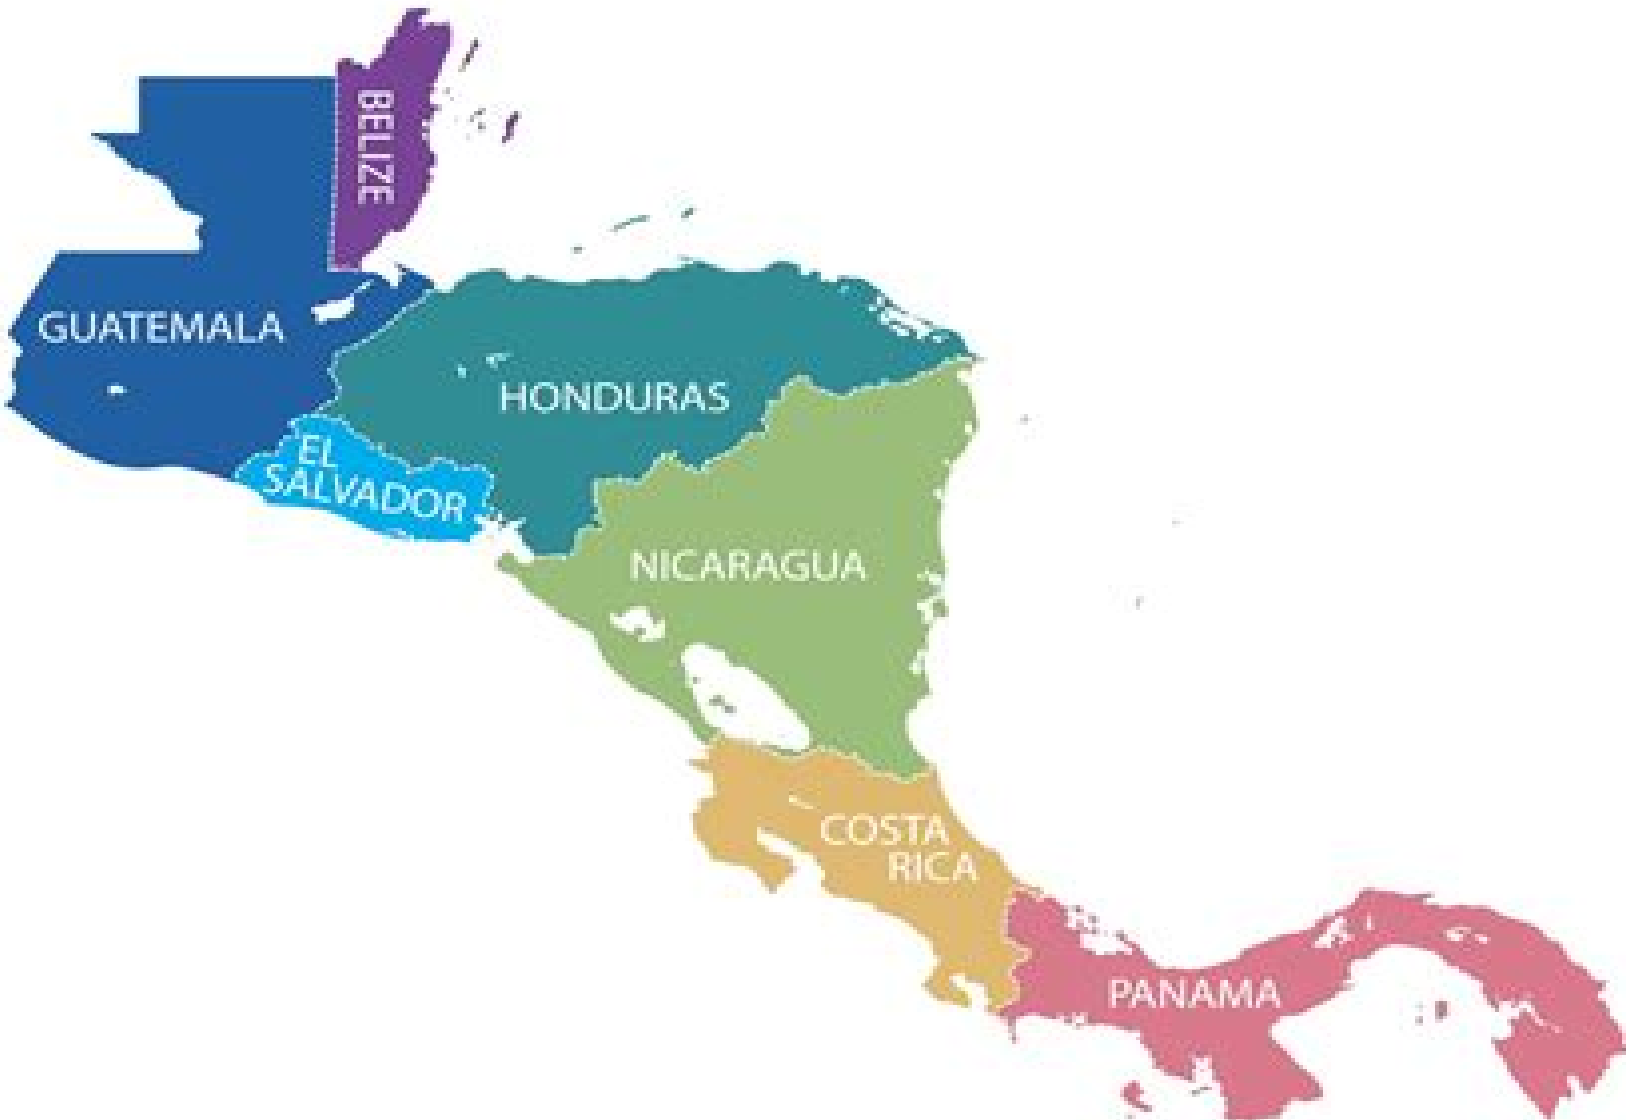 BELIZE
GUATEMALA
HONDURAS
EL
SALVADOR
NICARAGUA
COSTA
RICA
PANAMA